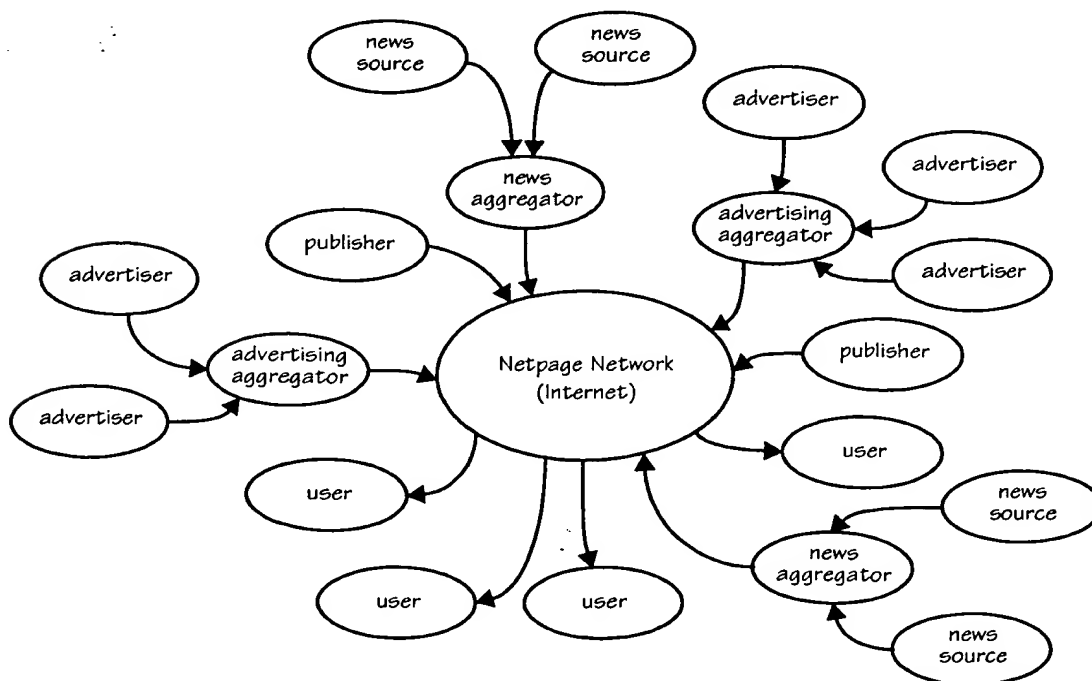 news
source
news
source
advertiser
news
aggregator
advertiser
advertising
aggregator
publisher
advertiser
advertiser
Netpage Network
(Internet)
publisher
advertising
aggregator
advertiser
user
user
news
source
news
aggregator
user
user
news
source